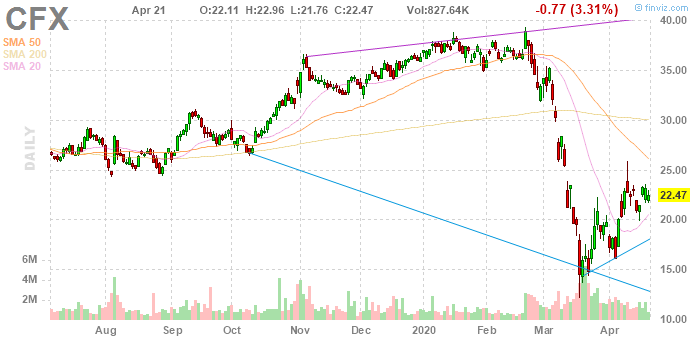 CFX Apr 21 O:22.11 H:22.96 L:21.76 C:22.47 Vol:827.64K -0.77 (3.31%) © finviz.com
SMA 50
SMA 200
SMA 20
DAILY
40.00
35.00
30.00
25.00
22.47
20.00
15.00
10.00
6M
4M
2M
Aug Sep Oct Nov Dec 2020 Feb Mar Apr